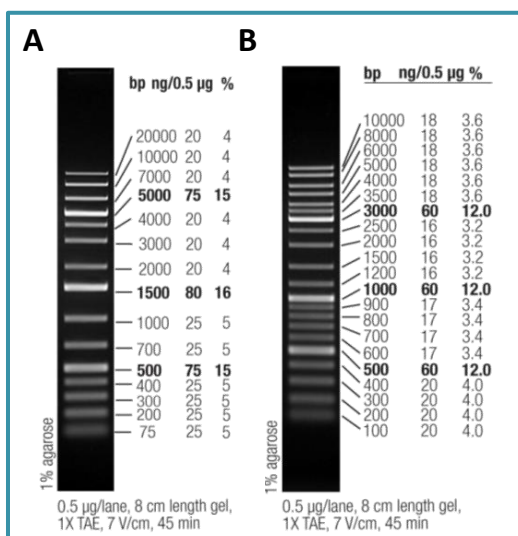 A
bp ng/0.5 µg %
20000 20 4
10000 20 4
7000 20 4
5000 75 15
4000 20 4
3000 20 4
2000 20 4
1500 80 16
1000 25 5
700 25 5
500 75 15
400 25 5
300 25 5
200 25 5
75 25 5
1% agarose
0.5 µg/lane, 8 cm length gel,
1X TAE, 7 V/cm, 45 min
B
bp ng/0.5 µg %
10000 18 3.6
8000 18 3.6
6000 18 3.6
5000 18 3.6
4000 18 3.6
3500 18 3.6
3000 60 12.0
2500 16 3.2
2000 16 3.2
1500 16 3.2
1200 16 3.2
1000 60 12.0
900 17 3.4
800 17 3.4
700 17 3.4
600 17 3.4
500 60 12.0
400 20 4.0
300 20 4.0
200 20 4.0
100 20 4.0
1% agarose
0.5 µg/lane, 8 cm length gel,
1X TAE, 7 V/cm, 45 min